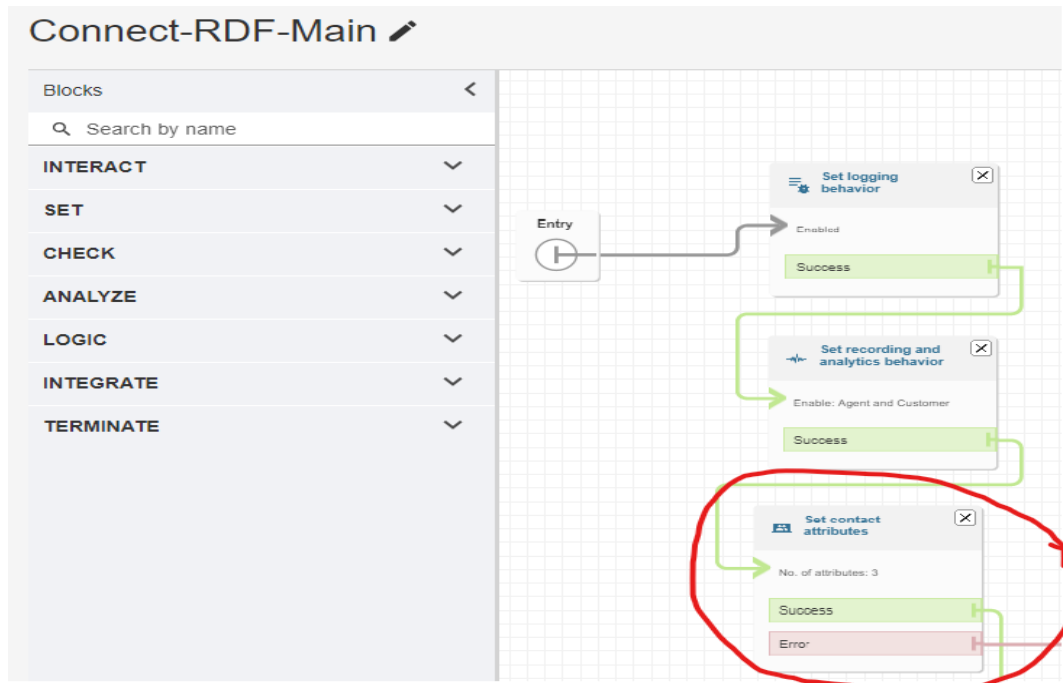 Connect-RDF-Main
Blocks
Search by name
INTERACT
SET
CHECK
ANALYZE
LOGIC
INTEGRATE
TERMINATE
Entry
Set logging
behavior
Enabled
Success
Set recording and
analytics behavior
Enable: Agent and Customer
Success
Set contact
attributes
No. of attributes: 3
Success
Error